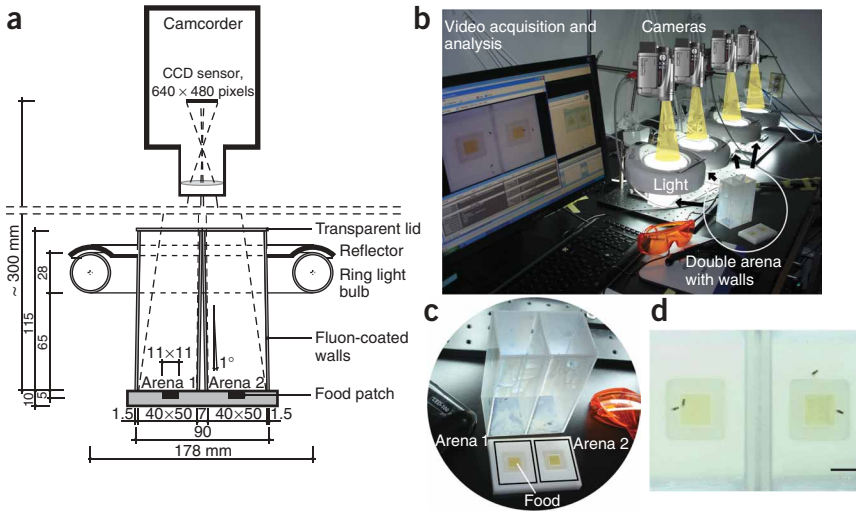 a
Camcorder
CCD sensor,
640 × 480 pixels
~ 300 mm
115
28
65
10
5
Transparent lid
Reflector
Ring light
bulb
Fluon-coated
walls
11×11
1°
Arena 1
Arena 2
Food patch
1.5
40×50
7
40×50
1.5
90
178 mm
b
Video acquisition and
analysis
Cameras
Light
Double arena
with walls
c
Arena 1
Arena 2
Food
d